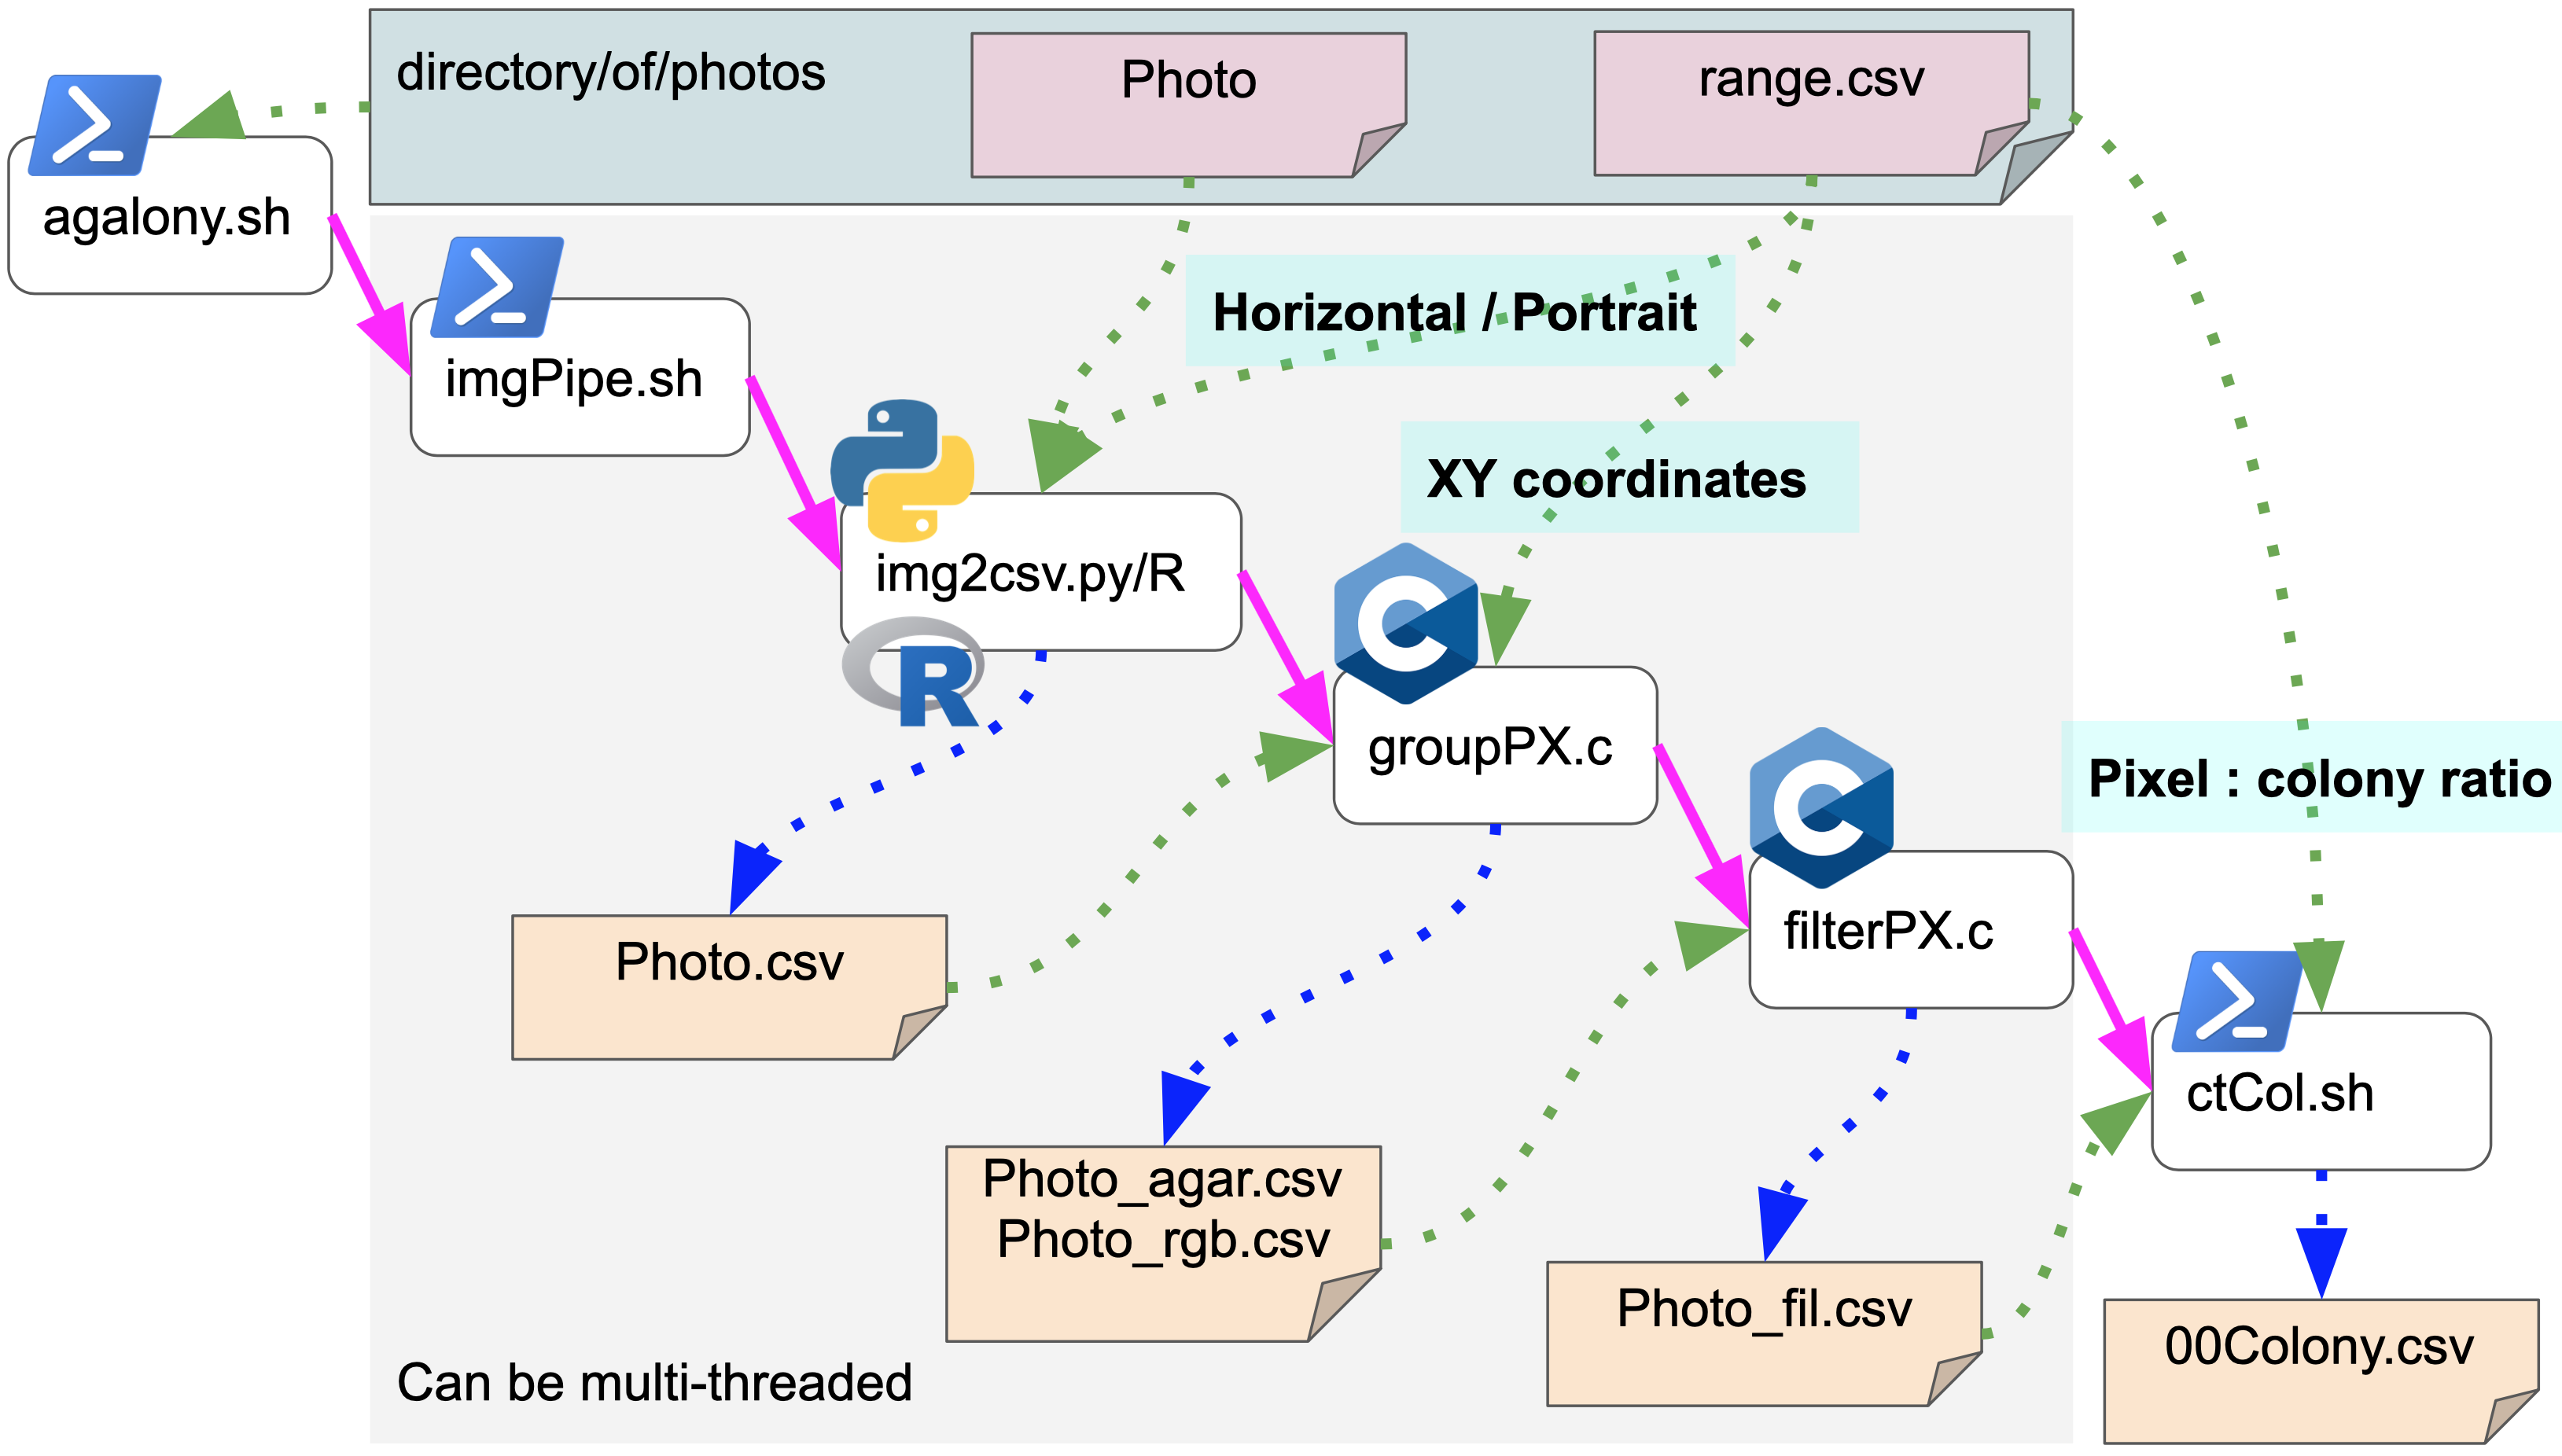 directory/of/photos
Photo
range.csv
agalony.sh
imgPipe.sh
Horizontal / Portrait
XY coordinates
img2csv.py/R
R
C
groupPX.c
C
filterPX.c
Pixel : colony ratio
Photo.csv
ctCol.sh
Photo_agar.csv
Photo_rgb.csv
Photo_fil.csv
00Colony.csv
Can be multi-threaded